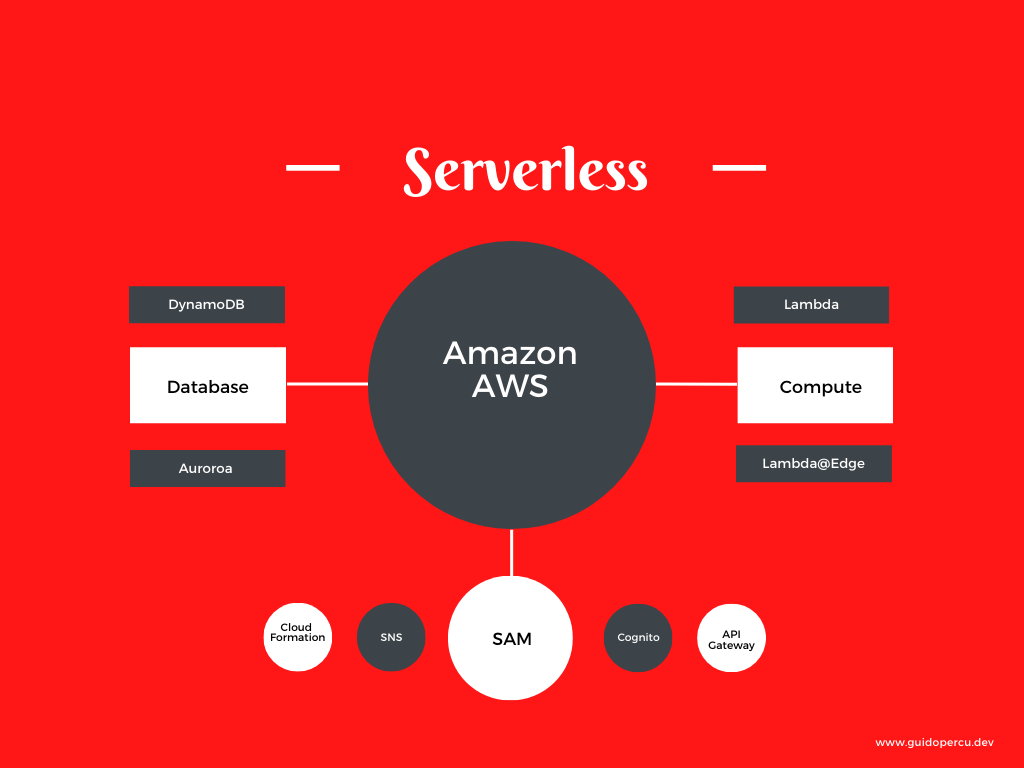 Serverless
DynamoDB
Database
Auroroa
Amazon
AWS
Lambda
Compute
Lambda@Edge
Cloud
Formation
SNS
SAM
Cognito
API
Gateway
www.guidopercu.dev